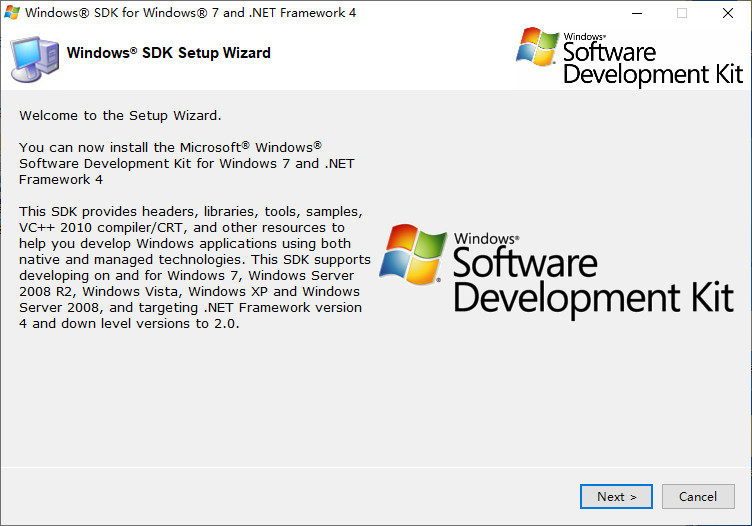 Windows® SDK for Windows® 7 and .NET Framework 4
Windows® SDK Setup Wizard
Windows®
Software
Development Kit
Welcome to the Setup Wizard.
You can now install the Microsoft® Windows®
Software Development Kit for Windows 7 and .NET
Framework 4
This SDK provides headers, libraries, tools, samples,
VC++ 2010 compiler/CRT, and other resources to
help you develop Windows applications using both
native and managed technologies. This SDK supports
developing on and for Windows 7, Windows Server
2008 R2, Windows Vista, Windows XP and Windows
Server 2008, and targeting .NET Framework version
4 and down level versions to 2.0.
Windows®
Software
Development Kit
Next >
Cancel